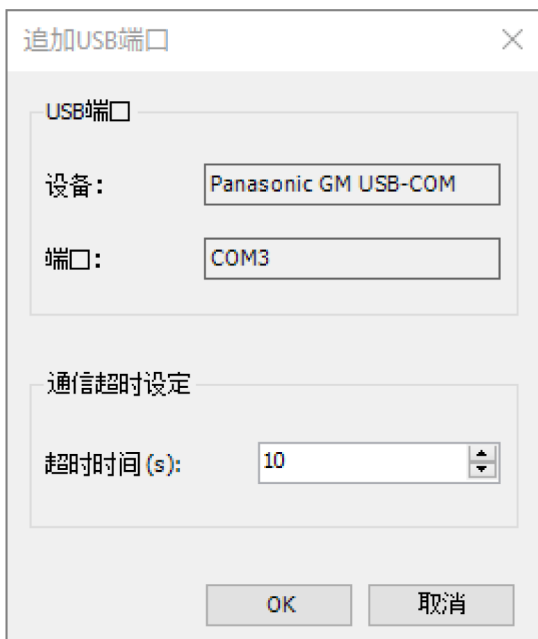 追加USB端口
USB端口
设备：
Panasonic GM USB-COM
端口：
COM3
通信超时设定
超时时间(s):
10
OK
取消